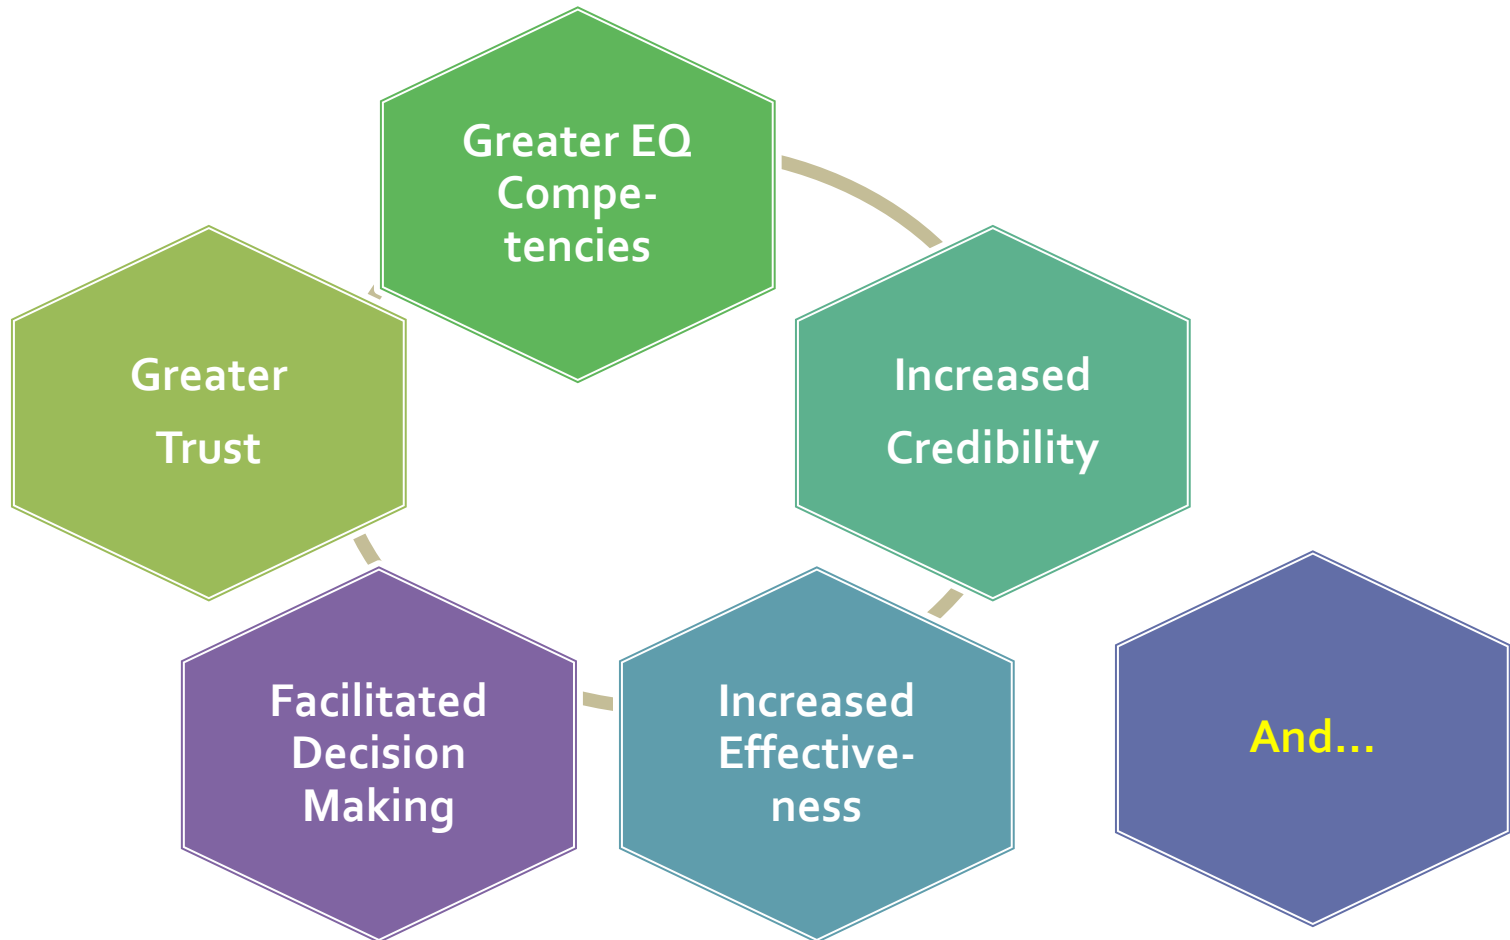 Greater EQ
Compe-
tencies
Increased
Credibility
Increased
Effective-
ness
Facilitated
Decision
Making
Greater
Trust
And...